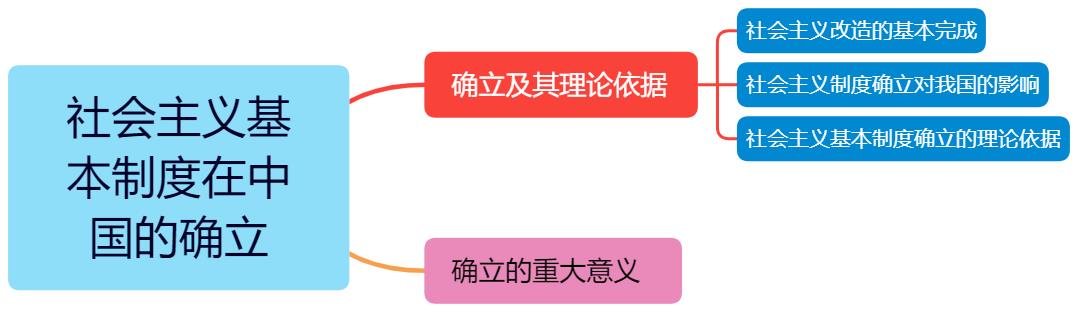 社会主义基
本制度在中
国的确立
确立及其理论依据
社会主义改造的基本完成
社会主义制度确立对我国的影响
社会主义基本制度确立的理论依据
确立的重大意义